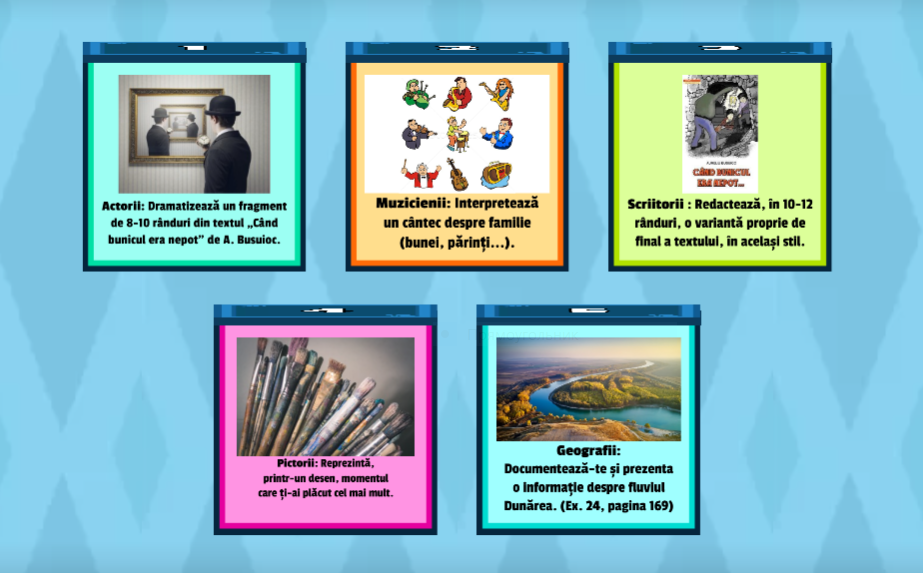 Actorii: Dramatizează un fragment
de 8-10 rânduri din textul „Când
bunicul era nepot” de A. Busuioc.
Muzicienii: Interpretează
un cântec despre familie
(bunei, părinți...).
AURELIU BUSUIOC
CÂND BUNICUL
ERA NEPOT...
Scriitorii : Redactează, în 10-12
rânduri, o variantă proprie de
final a textului, în același stil.
Pictorii: Reprezintă,
printr-un desen, momentul
care ți-ai plăcut cel mai mult.
Geografii:
Documentează-te și prezenta
o informație despre fluviul
Dunărea. (Ex. 24, pagina 169)